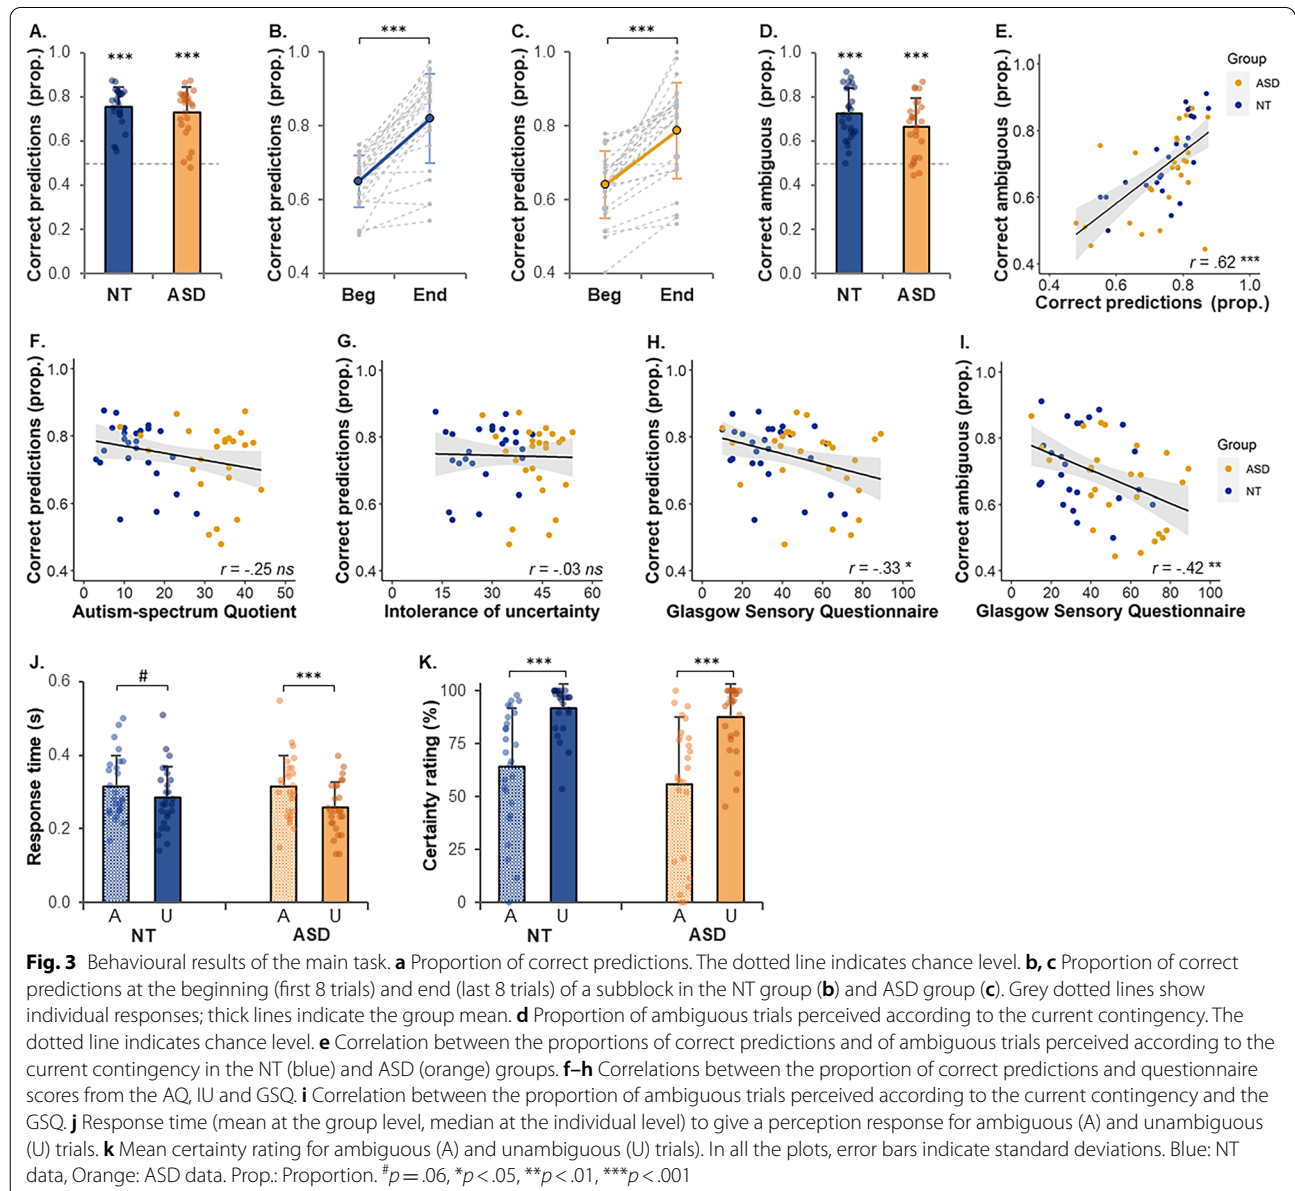 A.
Correct predictions (prop.)
1.0
0.8
0.6
0.4
0.2
0.0
***
***
NT
ASD
B.
Correct predictions (prop.)
1.0
0.8
0.6
0.4
***
Beg
End
C.
Correct predictions (prop.)
1.0
0.8
0.6
0.4
***
Beg
End
D.
Correct ambiguous (prop.)
1.0
0.8
0.6
0.4
0.2
0.0
***
***
NT
ASD
E.
Correct ambiguous (prop.)
1.0
0.8
0.6
0.4
Group
ASD
NT
r = .62 ***
0.4
0.6
0.8
1.0
Correct predictions (prop.)
F.
Correct predictions (prop.)
1.0
0.8
0.6
0.4
r = -.25 ns
0
10
20
30
40
50
Autism-spectrum Quotient
G.
Correct predictions (prop.)
1.0
0.8
0.6
0.4
r = -.03 ns
0
15
30
45
60
Intolerance of uncertainty
H.
Correct predictions (prop.)
1.0
0.8
0.6
0.4
r = -.33 *
0
20
40
60
80
100
Glasgow Sensory Questionnaire
I.
Correct ambiguous (prop.)
1.0
0.8
0.6
0.4
Group
ASD
NT
r = -.42 **
0
20
40
60
80
100
Glasgow Sensory Questionnaire
J.
Response time (s)
0.6
0.4
0.2
0.0
#
***
A
U
A
U
NT
ASD
K.
Certainty rating (%)
100
75
50
25
0
***
***
A
U
A
U
NT
ASD
Fig. 3 Behavioural results of the main task. a Proportion of correct predictions. The dotted line indicates chance level. b, c Proportion of correct
predictions at the beginning (first 8 trials) and end (last 8 trials) of a subblock in the NT group (b) and ASD group (c). Grey dotted lines show
individual responses; thick lines indicate the group mean. d Proportion of ambiguous trials perceived according to the current contingency. The
dotted line indicates chance level. e Correlation between the proportions of correct predictions and of ambiguous trials perceived according to the
current contingency in the NT (blue) and ASD (orange) groups. f–h Correlations between the proportion of correct predictions and questionnaire
scores from the AQ, IU and GSQ. i Correlation between the proportion of ambiguous trials perceived according to the current contingency and the
GSQ. j Response time (mean at the group level, median at the individual level) to give a perception response for ambiguous (A) and unambiguous
(U) trials. k Mean certainty rating for ambiguous (A) and unambiguous (U) trials). In all the plots, error bars indicate standard deviations. Blue: NT
data, Orange: ASD data. Prop.: Proportion. #p = .06, *p < .05, **p < .01, ***p < .001